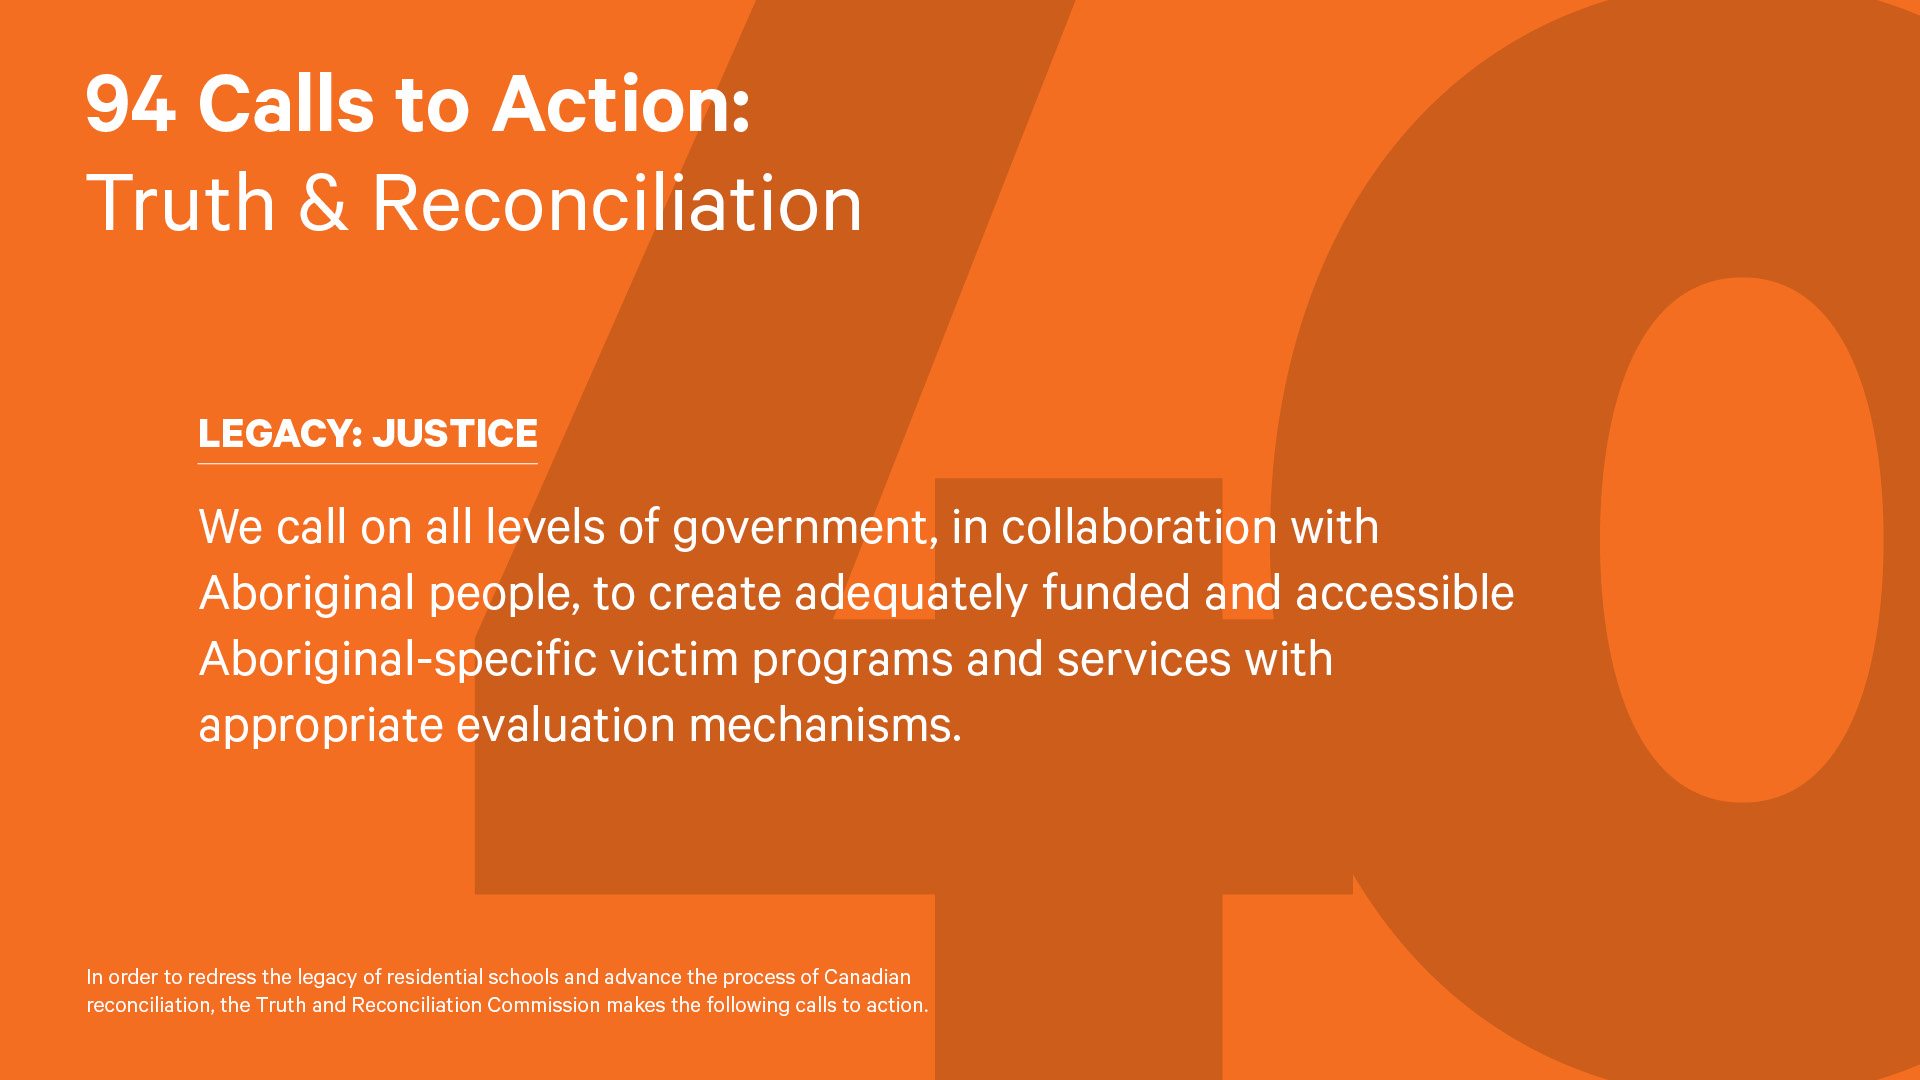 94 Calls to Action:
Truth & Reconciliation
40
LEGACY: JUSTICE
We call on all levels of government, in collaboration with
Aboriginal people, to create adequately funded and accessible
Aboriginal-specific victim programs and services with
appropriate evaluation mechanisms.
In order to redress the legacy of residential schools and advance the process of Canadian
reconciliation, the Truth and Reconciliation Commission makes the following calls to action.